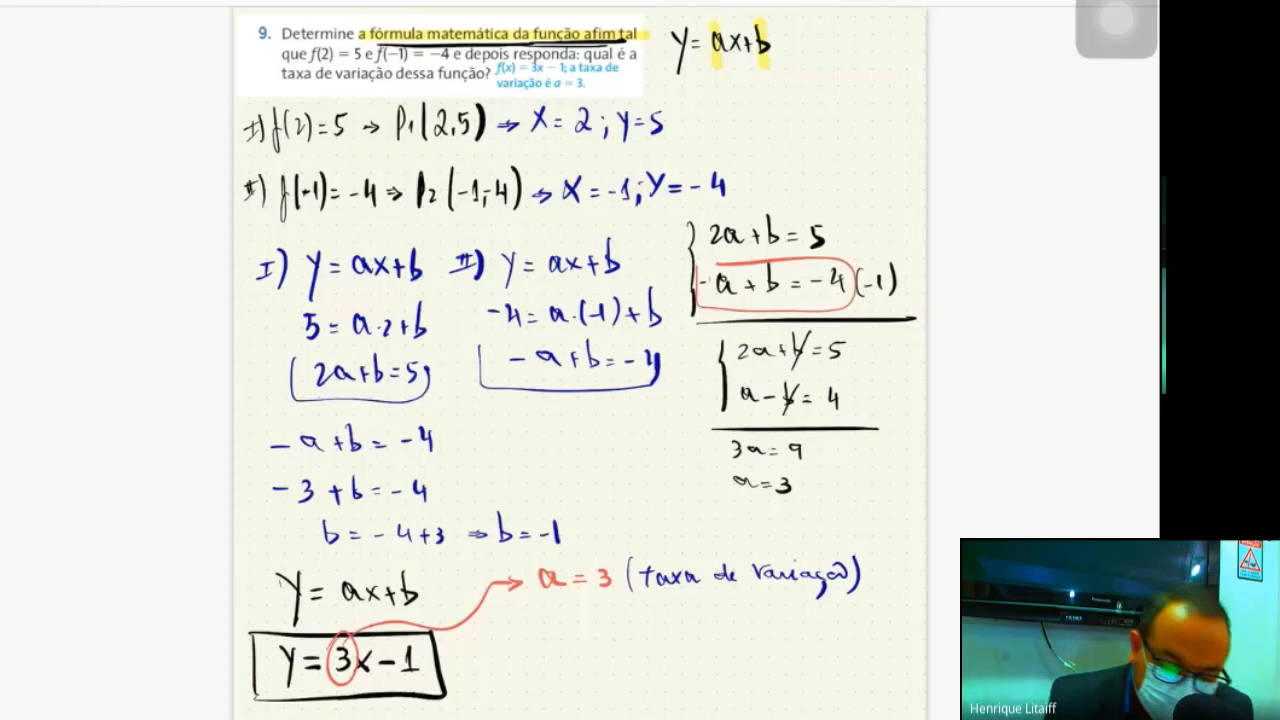 9. Determine a fórmula matemática da função afim tal
que f(2) = 5 e f(−1) = −4 e depois responda: qual é a
taxa de variação dessa função? f(x) = 3x − 1; a taxa de
variação é a = 3.
y = ax+b
I) f(2) = 5 → P1(2,5) → x = 2 ; y = 5
II) f(-1) = -4 → P2(-1,-4) → x = -1 ; y = -4
I) y = ax+b
5 = a.2+b
2a+b = 5
II) y = ax+b
-4 = a.(-1)+b
-a+b = -4
2a+b = 5
-a+b = -4 (-1)
2a+b = 5
a-b = 4
3a = 9
a = 3
-a+b = -4
-3+b = -4
b = -4+3 → b = -1
y = ax+b
a = 3 (taxa de variação)
y = 3x-1
Henrique Litaiff